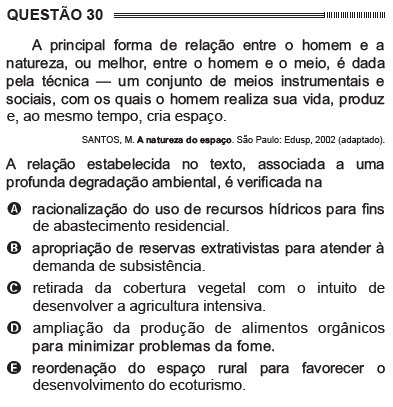 QUESTÃO 30
A principal forma de relação entre o homem e a
natureza, ou melhor, entre o homem e o meio, é dada
pela técnica — um conjunto de meios instrumentais e
sociais, com os quais o homem realiza sua vida, produz
e, ao mesmo tempo, cria espaço.
SANTOS, M. A natureza do espaço. São Paulo: Edusp, 2002 (adaptado).
A relação estabelecida no texto, associada a uma
profunda degradação ambiental, é verificada na
A racionalização do uso de recursos hídricos para fins
de abastecimento residencial.
B apropriação de reservas extrativistas para atender à
demanda de subsistência.
C retirada da cobertura vegetal com o intuito de
desenvolver a agricultura intensiva.
D ampliação da produção de alimentos orgânicos
para minimizar problemas da fome.
E reordenação do espaço rural para favorecer o
desenvolvimento do ecoturismo.